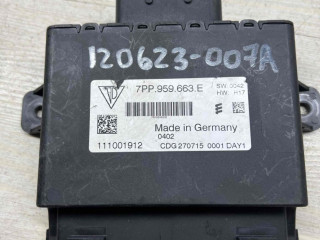 120623-007A
7PP.959.663.E
SW: 0042
HW: H17
Made in Germany
0402
111001912
CDG 270715 0001 DAY1